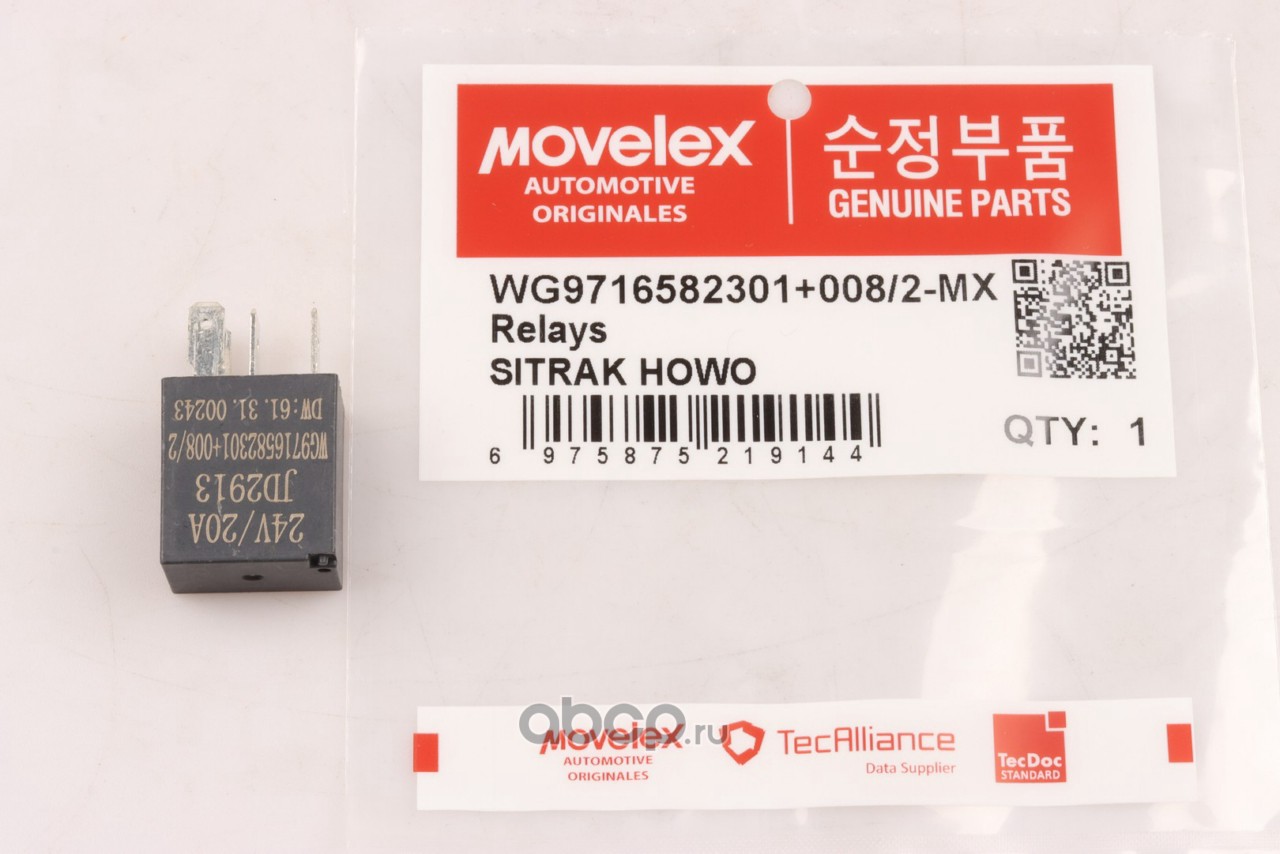 MOVELEX
AUTOMOTIVE
ORIGINALES
순정부품
GENUINE PARTS
WG9716582301+008/2-MX
Relays
SITRAK HOWO
6 975875 219144
QTY: 1
24V/20A
JD2913
WG9716582301+008/2
DW:61.31.00243
abcp.ru
MOVELEX
AUTOMOTIVE
ORIGINALES
TecAlliance
Data Supplier
TecDoc
STANDARD